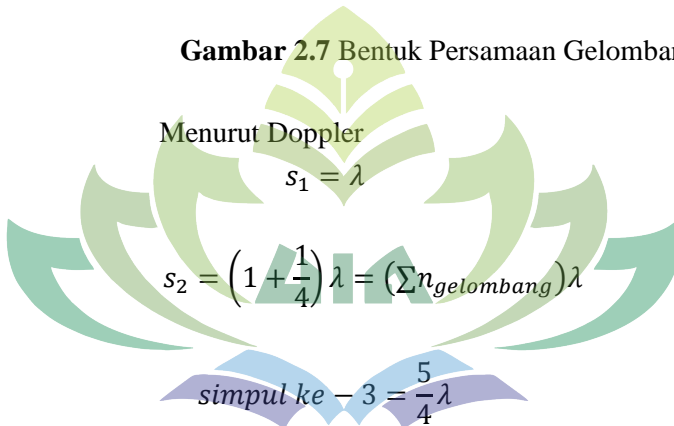 Gambar 2.7 Bentuk Persamaan Gelomban
Menurut Doppler
s₁ = λ
s₂ = (1 + 1/4) λ = (∑n_gelombang)λ
simpul ke − 3 = 5/4 λ